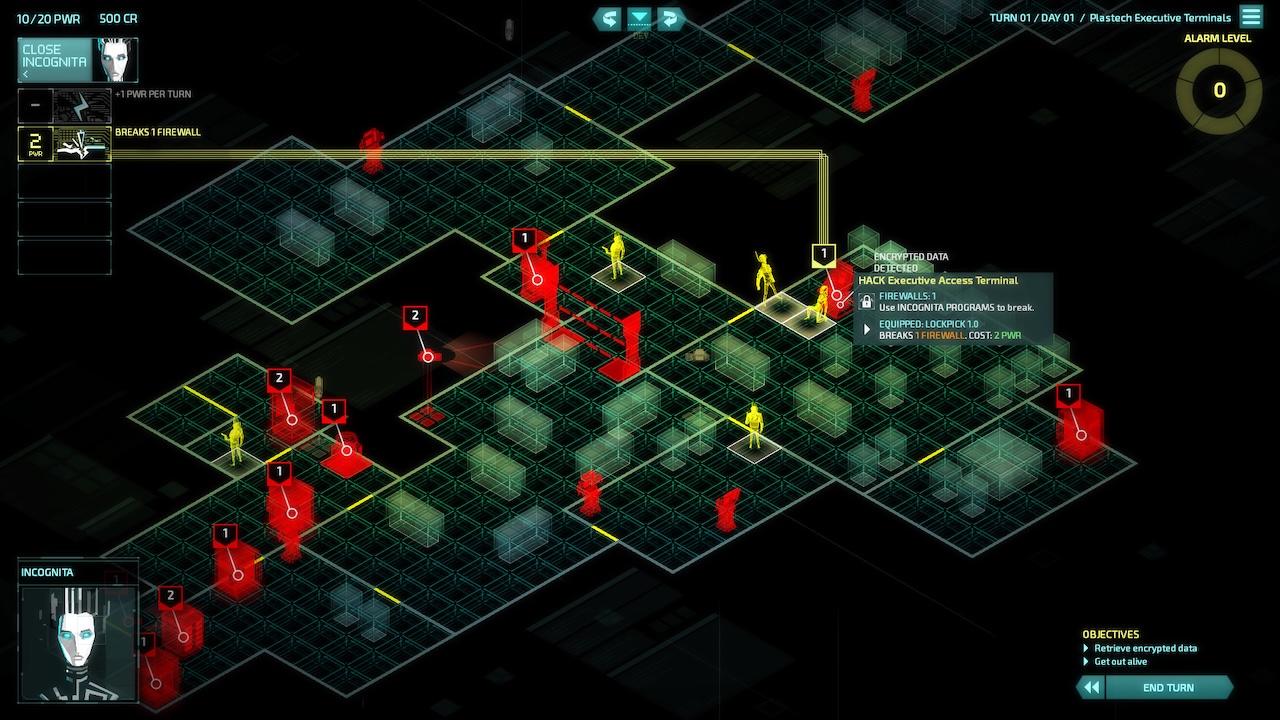 10/20 PWR 500 CR
TURN 01 / DAY 01 / Plastech Executive Terminals
DEV
ALARM LEVEL
0
CLOSE
INCOGNITA
+1 PWR PER TURN
2
PWR
BREAKS 1 FIREWALL
1
1
ENCRYPTED DATA
DETECTED
HACK Executive Access Terminal
FIREWALLS: 1
Use INCOGNITA PROGRAMS to break.
EQUIPPED: LOCKPICK 1.0
BREAKS 1 FIREWALL. COST: 2 PWR
2
2
1
1
1
1
2
1
1
INCOGNITA
OBJECTIVES
Retrieve encrypted data
Get out alive
END TURN